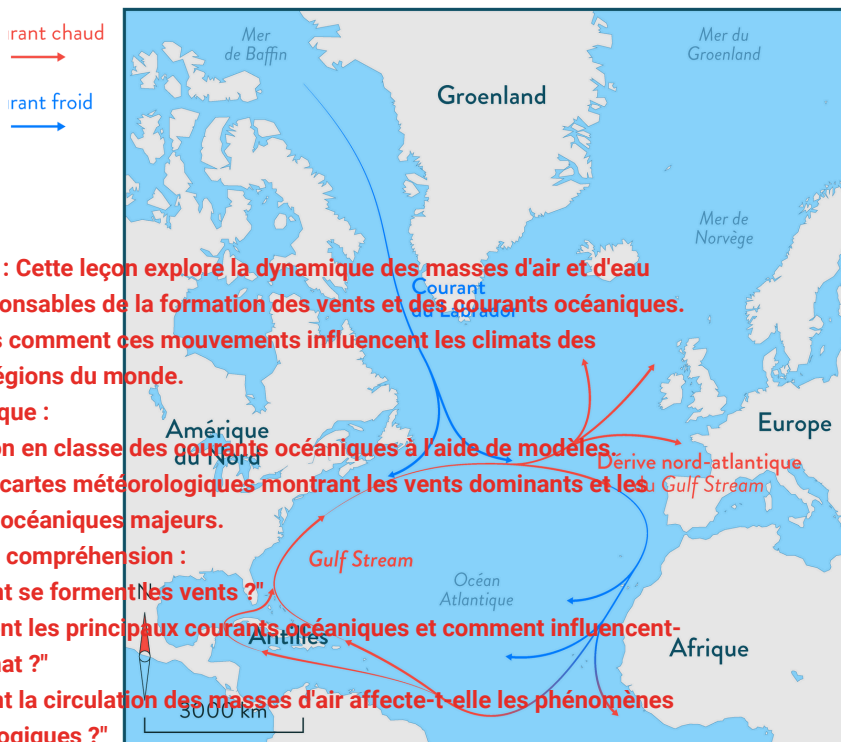 rant chaud
rant froid
Mer
de Baffin
Mer du
Groenland
Groenland
Mer de
Norvège
: Cette leçon explore la dynamique des masses d'air et d'eau
onsables de la formation des vents et des courants océaniques.
s comment ces mouvements influencent les climats des
égions du monde.
que :
on en classe des courants océaniques à l'aide de modèles.
cartes météorologiques montrant les vents dominants et les
océaniques majeurs.
compréhension :
nt se forment les vents ?"
nt les principaux courants océaniques et comment influencent-
nat ?"
nt la circulation des masses d'air affecte-t-elle les phénomènes
ogiques ?"
Courant
du Labrador
Amérique
du Nord
Europe
Dérive nord-atlantique
du Gulf Stream
Gulf Stream
Océan
Atlantique
N
Antilles
Afrique
3000 km